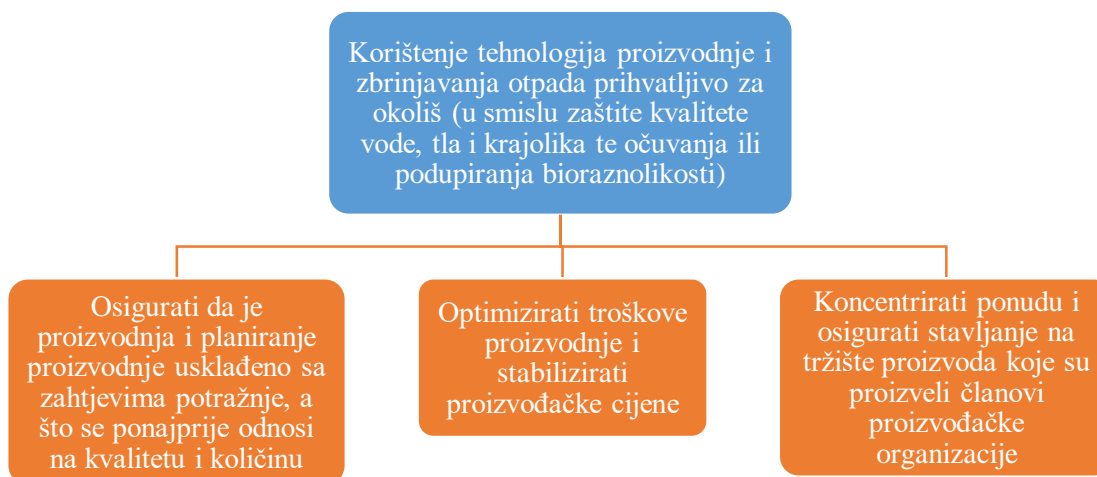 Korištenje tehnologija proizvodnje i
zbrinjavanja otpada prihvatljivo za
okoliš (u smislu zaštite kvalitete
vode, tla i krajolika te očuvanja ili
podupiranja bioraznolikosti)
Osigurati da je
proizvodnja i planiranje
proizvodnje usklađeno sa
zahtjevima potražnje, a
što se ponajprije odnosi
na kvalitetu i količinu
Optimizirati troškove
proizvodnje i
stabilizirati
proizvođačke cijene
Koncentrirati ponudu i
osigurati stavljanje na
tržište proizvoda koje su
proizveli članovi
proizvođačke
organizacije